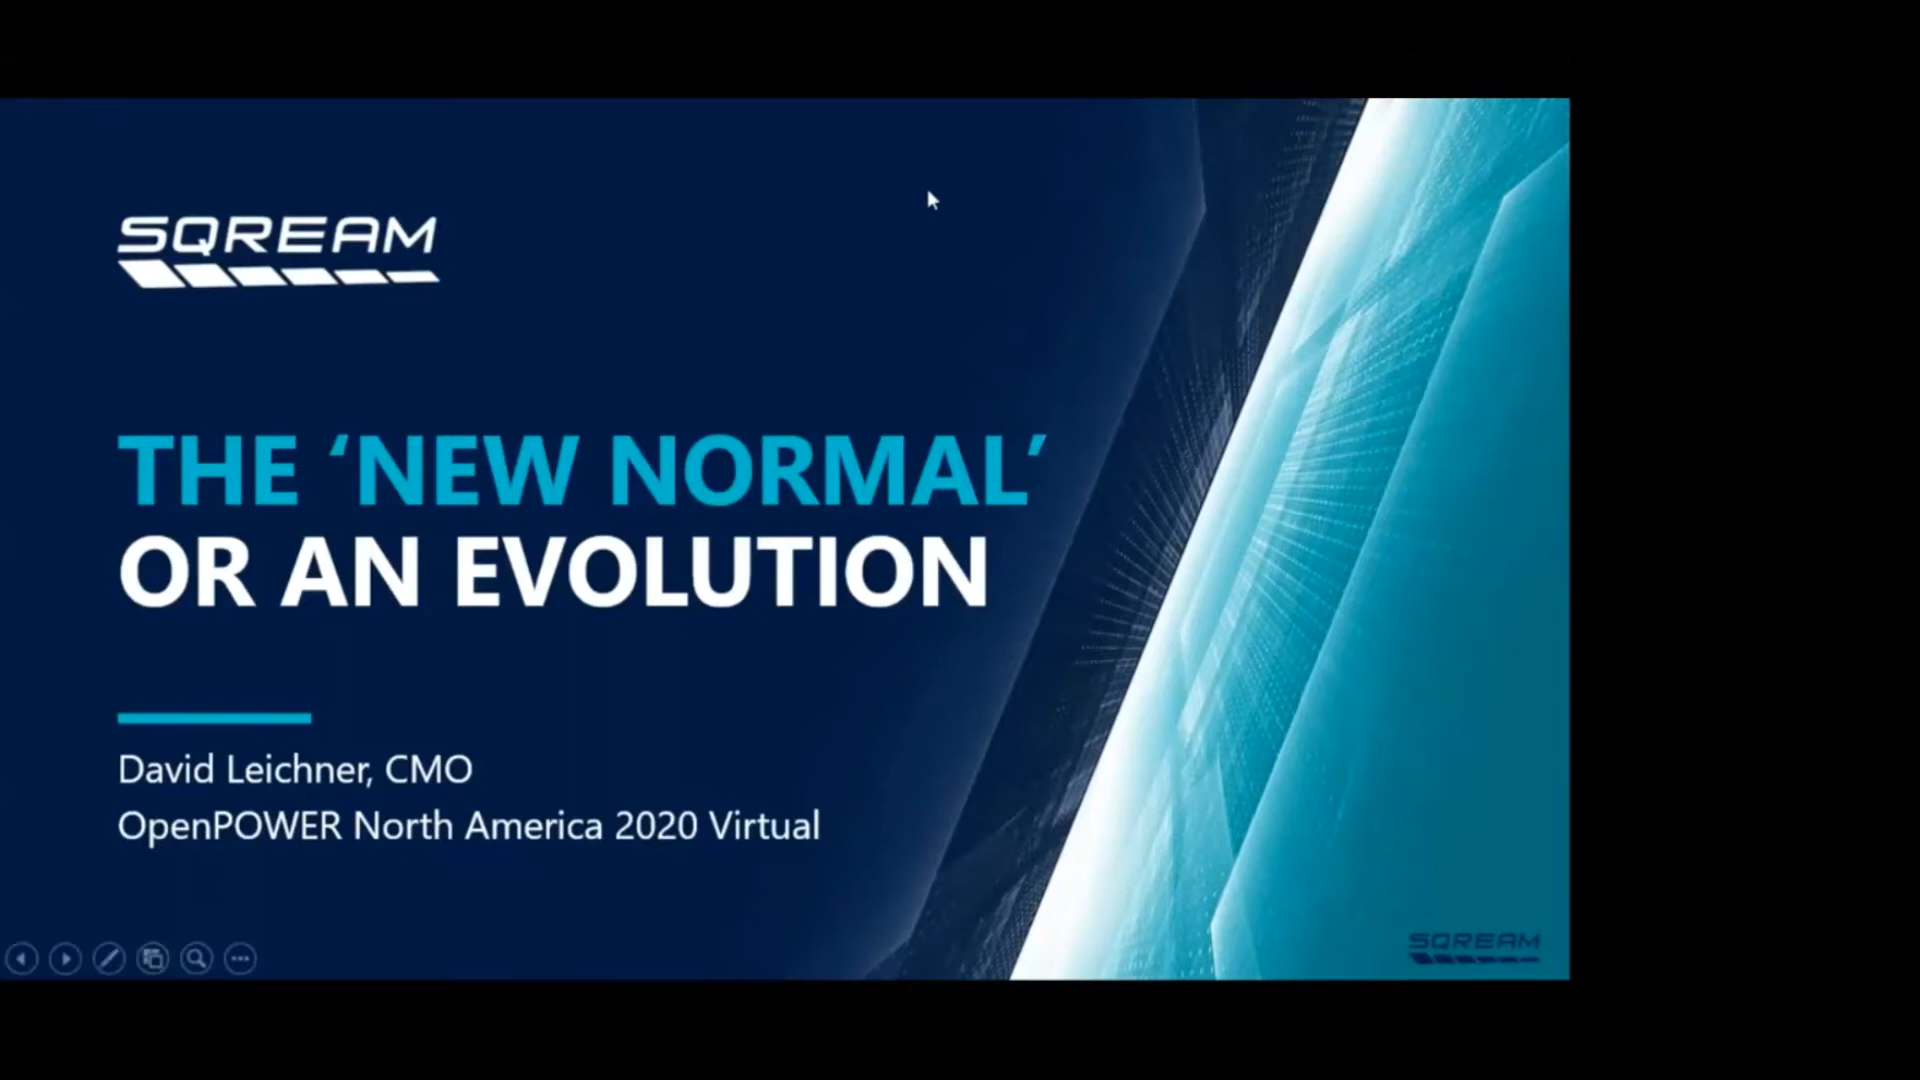 SQREAM
THE ‘NEW NORMAL’
OR AN EVOLUTION
David Leichner, CMO
OpenPOWER North America 2020 Virtual
SQREAM